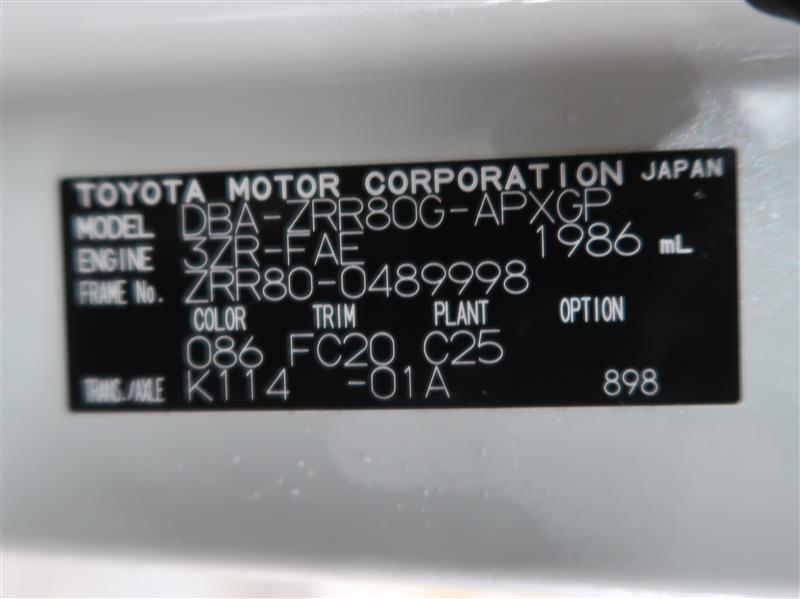 TOYOTA MOTOR CORPORATION JAPAN
MODEL DBA-ZRR80G-APXGP
ENGINE 3ZR-FAE 1986 mL
FRAME No. ZRR80-0489998
COLOR TRIM PLANT OPTION
086 FC20 C25
TRANS./AXLE K114 -01A 898